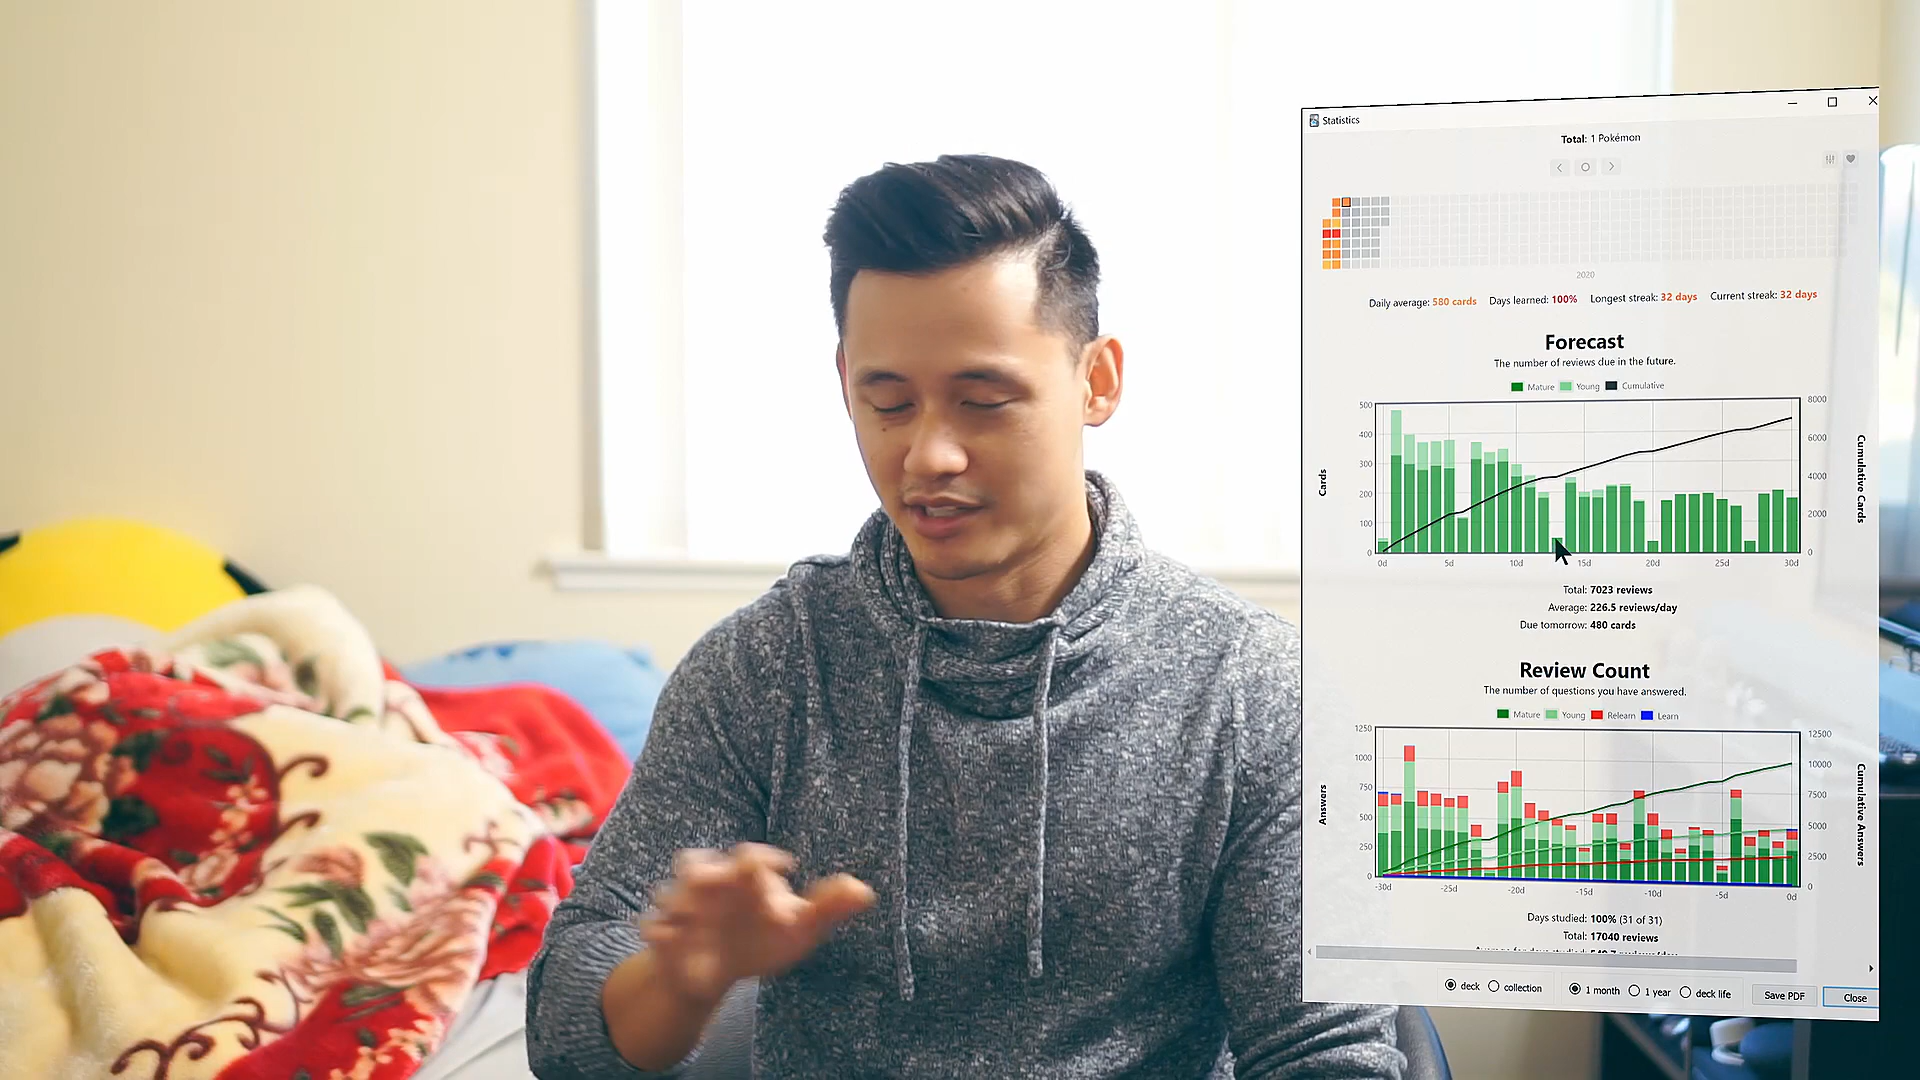 Statistics
Total: 1 Pokémon
2020
Daily average: 580 cards Days learned: 100% Longest streak: 32 days Current streak: 32 days
Forecast
The number of reviews due in the future.
Mature Young Cumulative
500
400
300
200
100
0
Cards
8000
6000
4000
2000
0
Cumulative Cards
0d 5d 10d 15d 20d 25d 30d
Total: 7023 reviews
Average: 226.5 reviews/day
Due tomorrow: 480 cards
Review Count
The number of questions you have answered.
Mature Young Relearn Learn
1250
1000
750
500
250
0
Answers
12500
10000
7500
5000
2500
0
Cumulative Answers
-30d -25d -20d -15d -10d -5d 0d
Days studied: 100% (31 of 31)
Total: 17040 reviews
deck collection 1 month 1 year deck life Save PDF Close